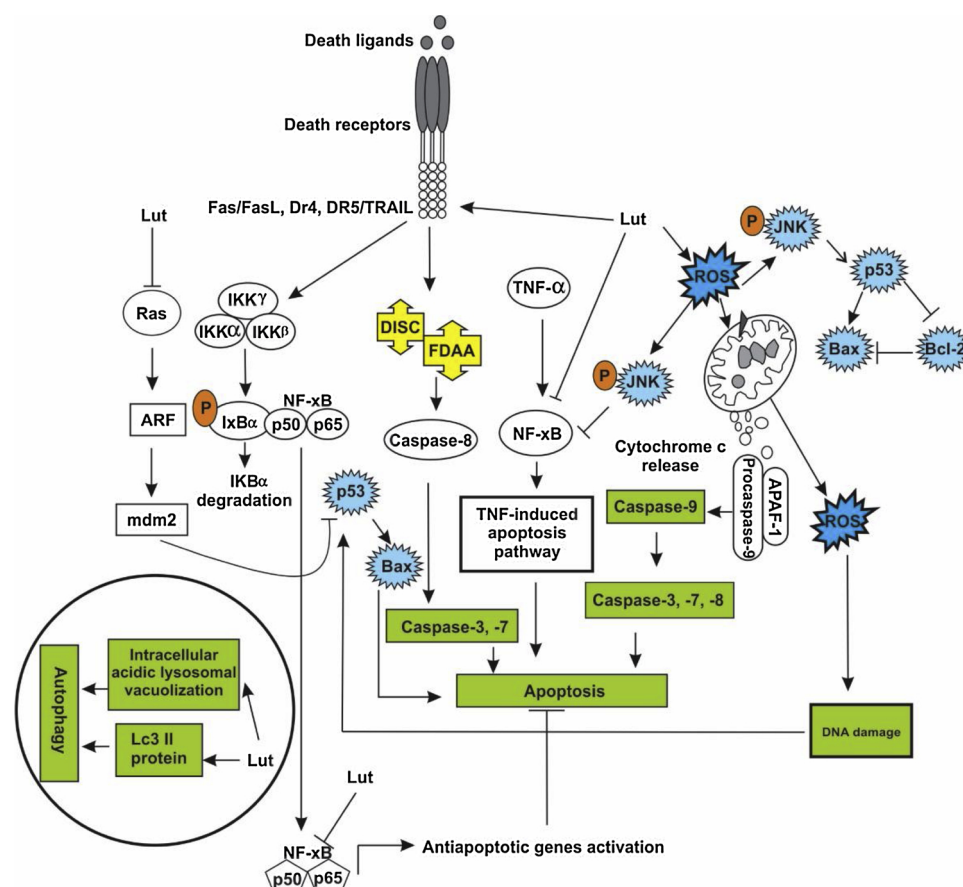 Death ligands
Death receptors
Fas/FasL, Dr4, DR5/TRAIL
Lut
Lut
P
JNK
ROS
p53
Bax
Bcl-2
Ras
IKKγ
IKKα
IKKβ
TNF-α
DISC
FDAA
P
JNK
ARF
P
IxBα
NF-xB
p50
p65
Caspase-8
NF-xB
Cytochrome c
release
IKBα
degradation
mdm2
p53
Bax
TNF-induced
apoptosis
pathway
Caspase-9
Procaspase-9
APAF-1
ROS
Caspase-3, -7
Caspase-3, -7, -8
Apoptosis
DNA damage
Autophagy
Intracellular
acidic lysosomal
vacuolization
Lc3 II
protein
Lut
Lut
NF-xB
p50
p65
Antiapoptotic genes activation